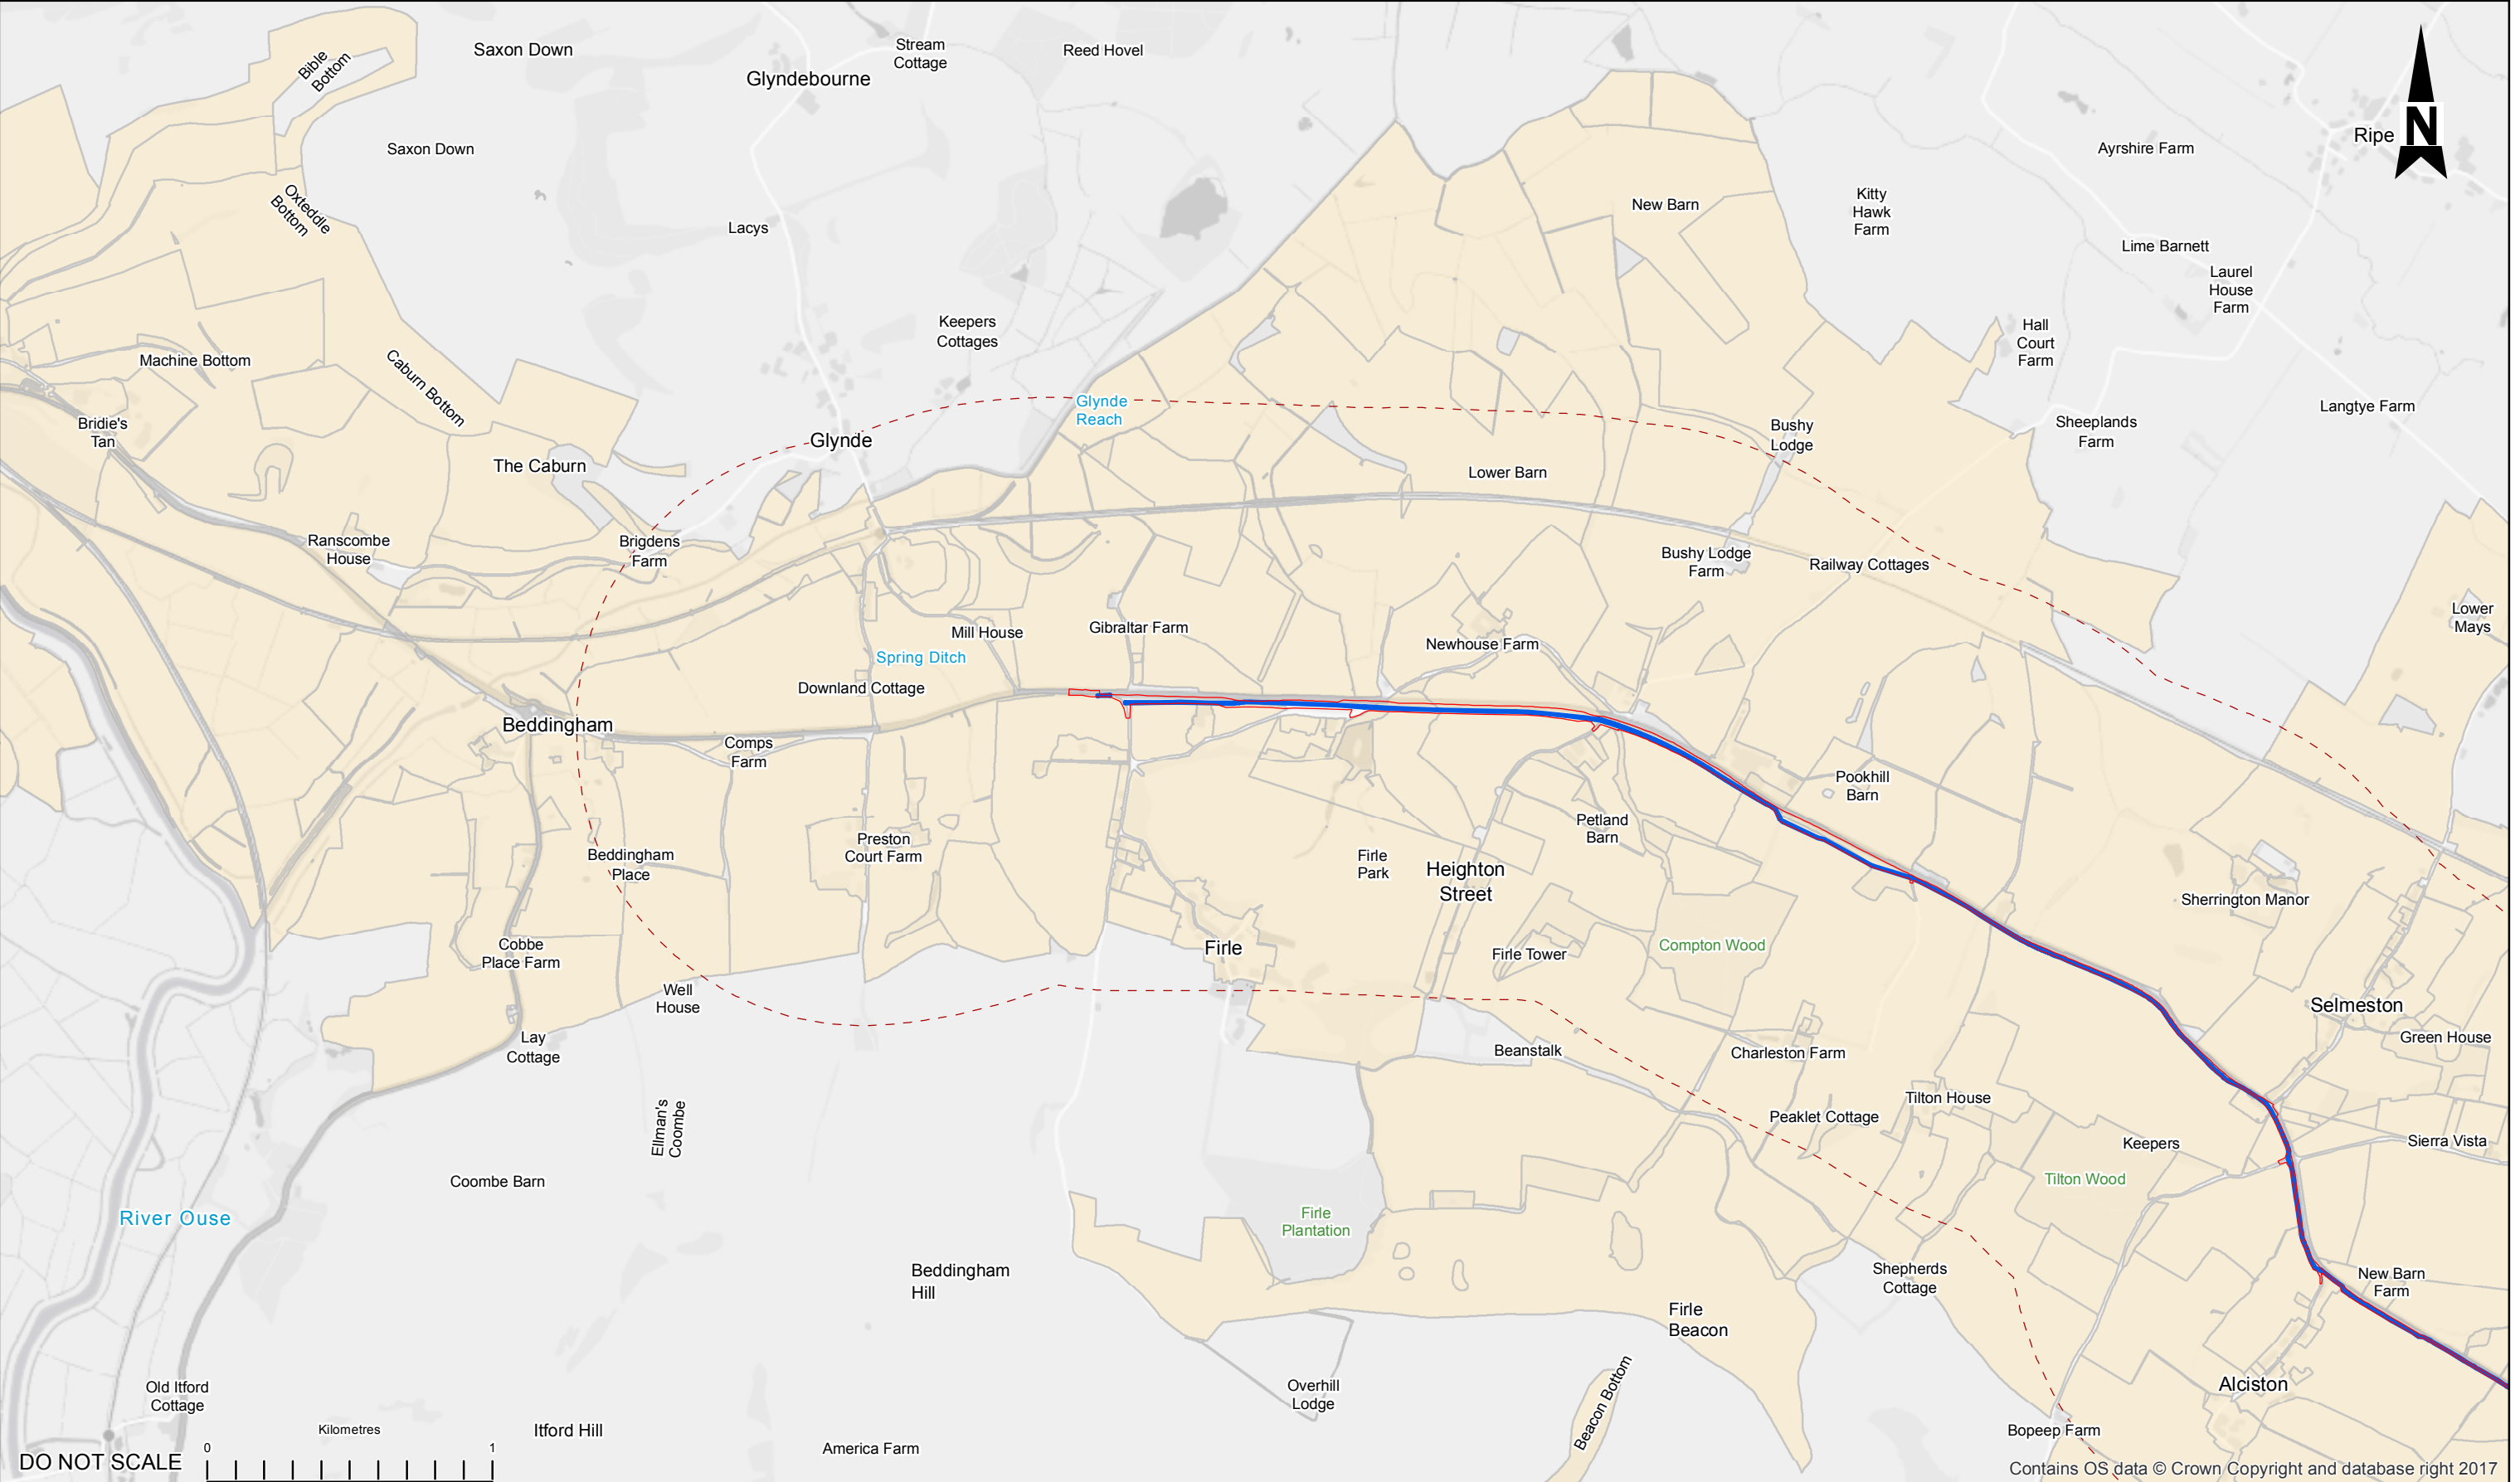 Saxon Down
Stream
Cottage
Reed Hovel
Bible
Bottom
Glyndebourne
N
Ripe
Saxon Down
Ayrshire Farm
Oxteddle
Bottom
New Barn
Kitty
Hawk
Farm
Lacys
Lime Barnett
Laurel
House
Farm
Keepers
Cottages
Hall
Court
Farm
Machine Bottom
Caburn Bottom
Glynde
Reach
Langtye Farm
Bridie's
Tan
Glynde
Bushy
Lodge
Sheeplands
Farm
The Caburn
Lower Barn
Ranscombe
House
Brigdens
Farm
Bushy Lodge
Farm
Railway Cottages
Lower
Mays
Mill House
Gibraltar Farm
Newhouse Farm
Spring Ditch
Downland Cottage
Beddingham
Comps
Farm
Pookhill
Barn
Petland
Barn
Preston
Court Farm
Beddingham
Place
Firle
Park
Heighton
Street
Sherrington Manor
Cobbe
Place Farm
Firle
Firle Tower
Compton Wood
Well
House
Selmeston
Lay
Cottage
Beanstalk
Charleston Farm
Green House
Ellman's
Coombe
Tilton House
Peaklet Cottage
Keepers
Sierra Vista
Coombe Barn
Tilton Wood
River Ouse
Firle
Plantation
Beddingham
Hill
Shepherds
Cottage
New Barn
Farm
Firle
Beacon
Old Itford
Cottage
Overhill
Lodge
Beacon Bottom
Alciston
Kilometres
0 1
Itford Hill
America Farm
Bopeep Farm
DO NOT SCALE
Contains OS data © Crown Copyright and database right 2017